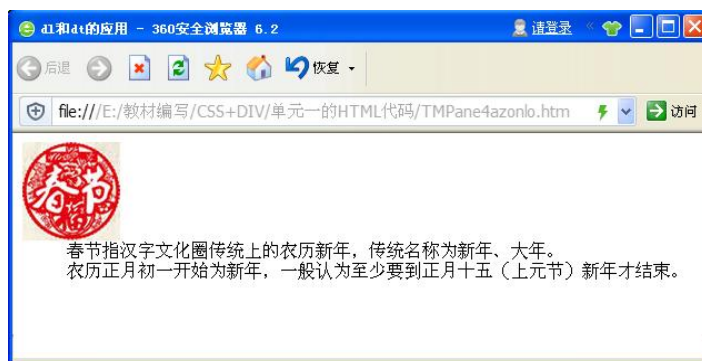 dl和dt的应用 - 360安全浏览器 6.2 请登录 «
后退 恢复
file:///E:/教材编写/CSS+DIV/单元一的HTML代码/TMPane4azonlo.htm 访问
春节
福
春节指汉字文化圈传统上的农历新年，传统名称为新年、大年。
农历正月初一开始为新年，一般认为至少要到正月十五（上元节）新年才结束。